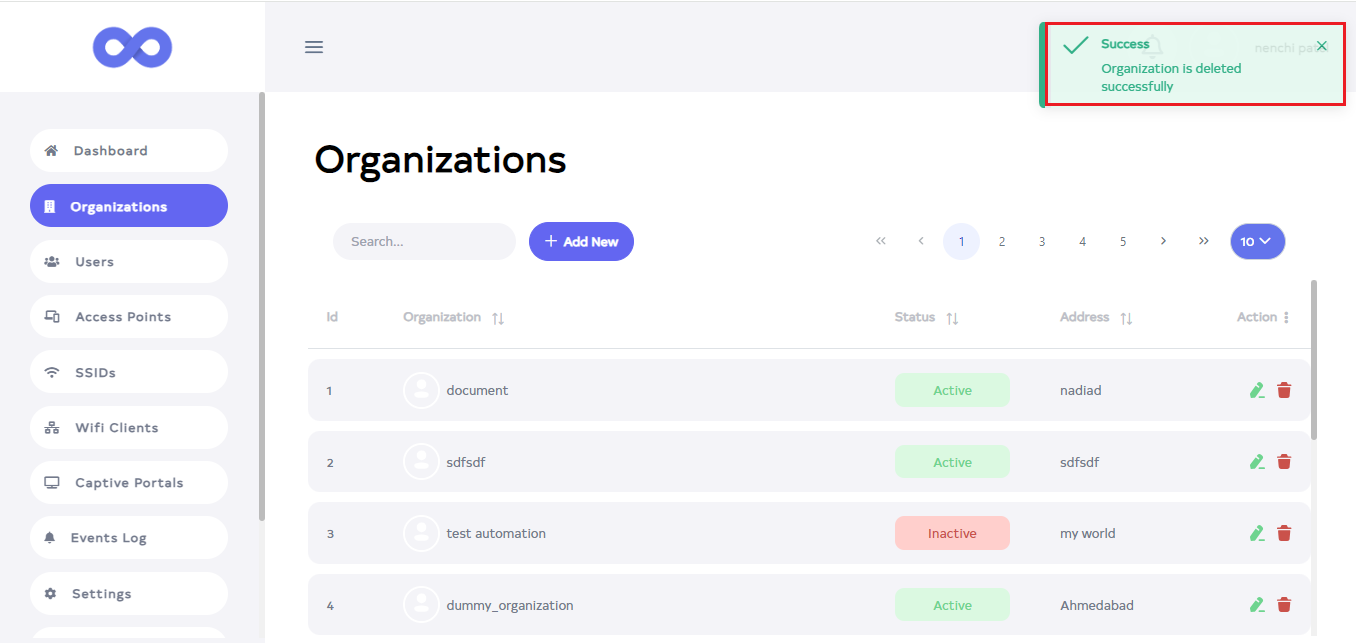 Success
nenchi
Organization is deleted
successfully
Dashboard
Organizations
Users
Access Points
SSIDs
Wifi Clients
Captive Portals
Events Log
Settings
Organizations
Search...
+ Add New
« ‹ 1 2 3 4 5 › »
10
Id Organization Status Address Action
1 document Active nadiad
2 sdfsdf Active sdfsdf
3 test automation Inactive my world
4 dummy_organization Active Ahmedabad